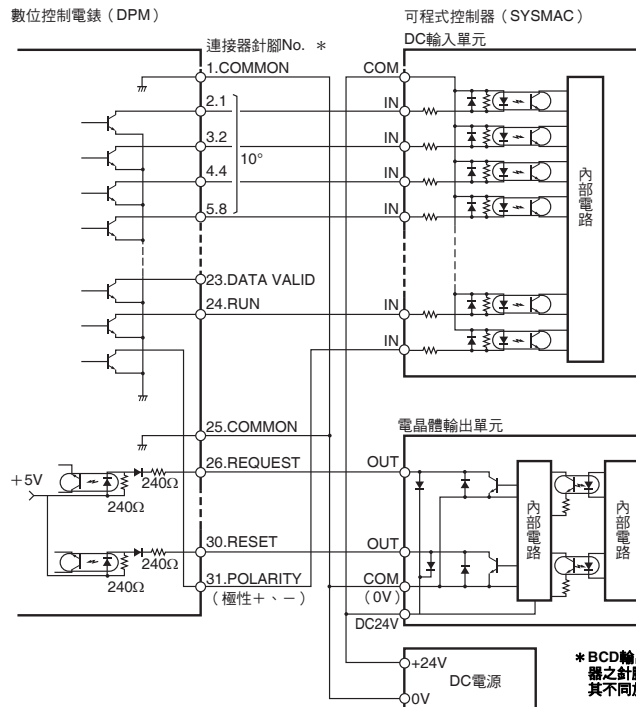 數位控制電錶（DPM）
可程式控制器（SYSMAC）
連接器針腳No. *
DC輸入單元
1.COMMON
COM
2.1
IN
3.2
IN
10°
4.4
IN
5.8
IN
內部電路
23.DATA VALID
24.RUN
IN
IN
25.COMMON
電晶體輸出單元
26.REQUEST
OUT
+5V
240Ω
240Ω
內部電路
內部電路
30.RESET
OUT
240Ω
240Ω
31.POLARITY
（極性＋、－）
COM
（0V）
DC24V
+24V
DC電源
0V
*BCD輸
器之針
其不同